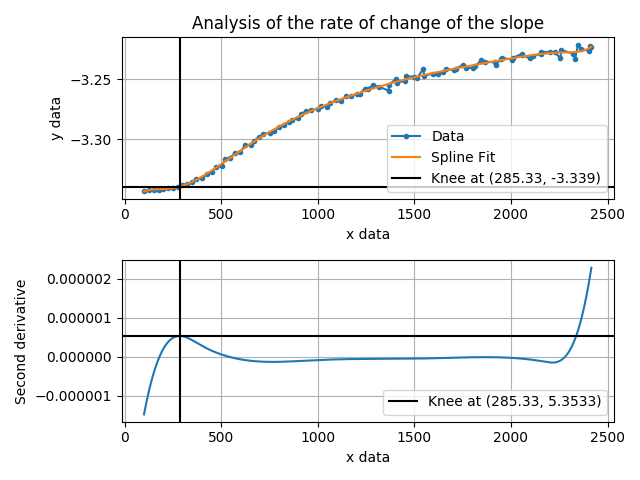 Analysis of the rate of change of the slope
−3.25
−3.30
y data
Data
Spline Fit
Knee at (285.33, -3.339)
0
500
1000
1500
2000
2500
x data
0.000002
0.000001
0.000000
−0.000001
Second derivative
Knee at (285.33, 5.3533)
0
500
1000
1500
2000
2500
x data